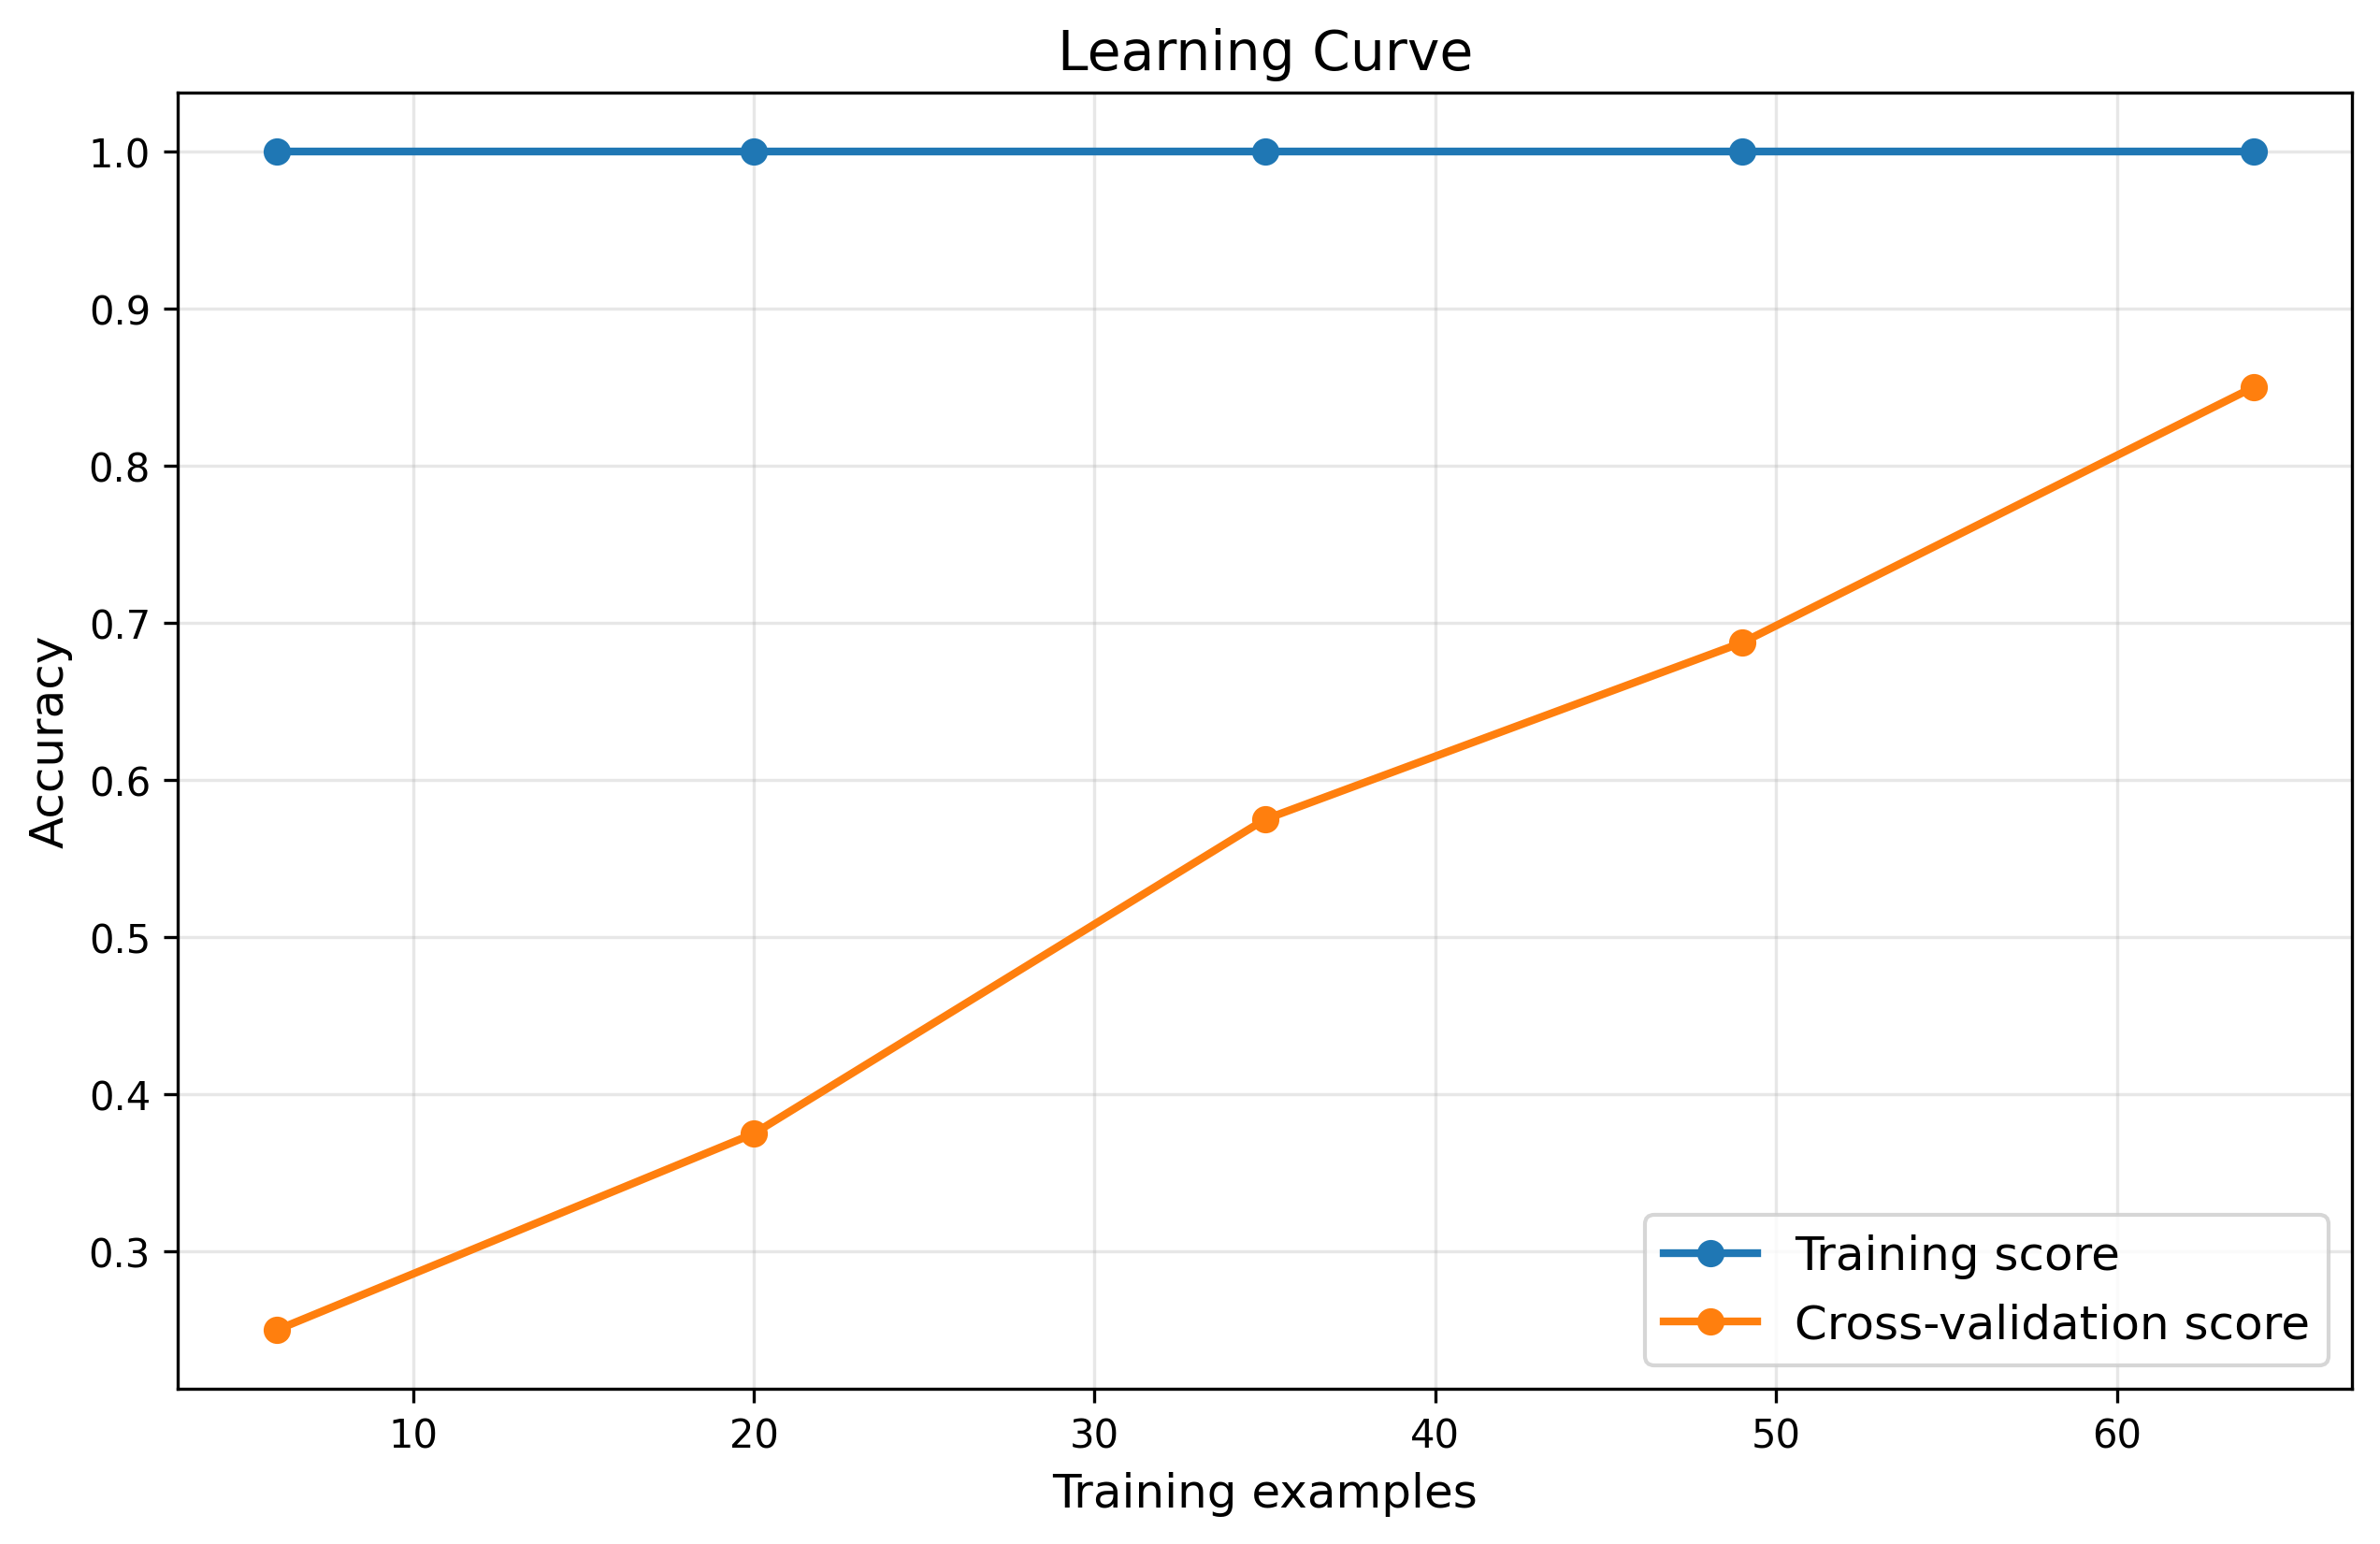 Learning Curve
1.0
0.9
0.8
0.7
0.6
0.5
0.4
0.3
Accuracy
10 20 30 40 50 60
Training examples
Training score
Cross-validation score